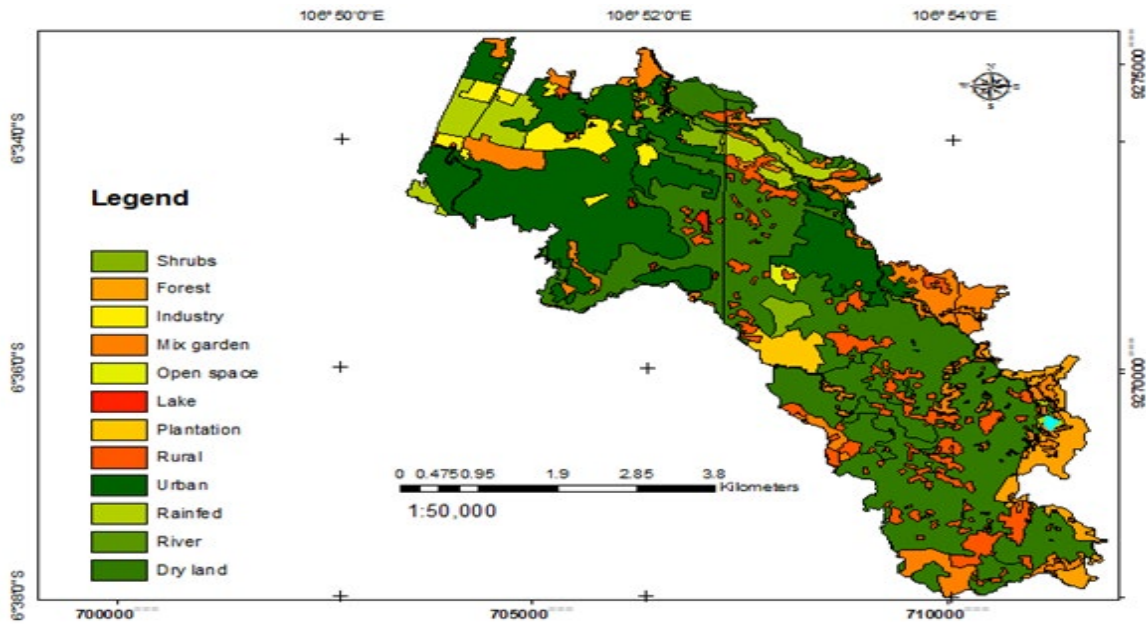 106°50'0"E 106°52'0"E 106°54'0"E
9275000
6°34'0"S
Legend
Shrubs
Forest
Industry
Mix garden
Open space
Lake
Plantation
Rural
Urban
Rainfed
River
Dry land
6°36'0"S
9270000
0 0.475 0.95 1.9 2.85 3.8
Kilometers
1:50,000
6°38'0"S
700000 705000 710000